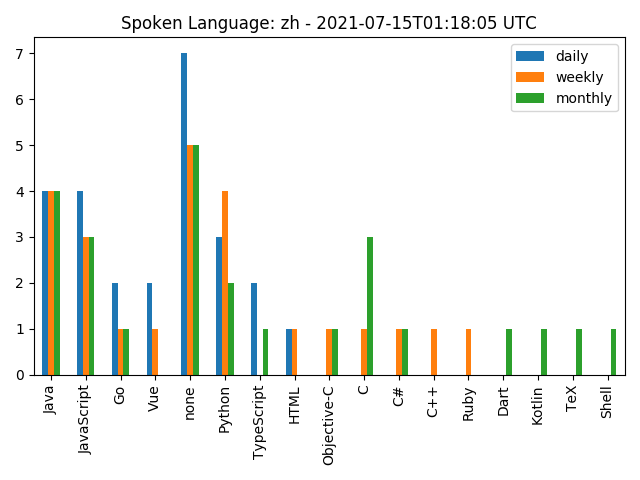 Spoken Language: zh - 2021-07-15T01:18:05 UTC
daily
weekly
monthly
7
6
5
4
3
2
1
0
Java
JavaScript
Go
Vue
none
Python
TypeScript
HTML
Objective-C
C
C#
C++
Ruby
Dart
Kotlin
TeX
Shell